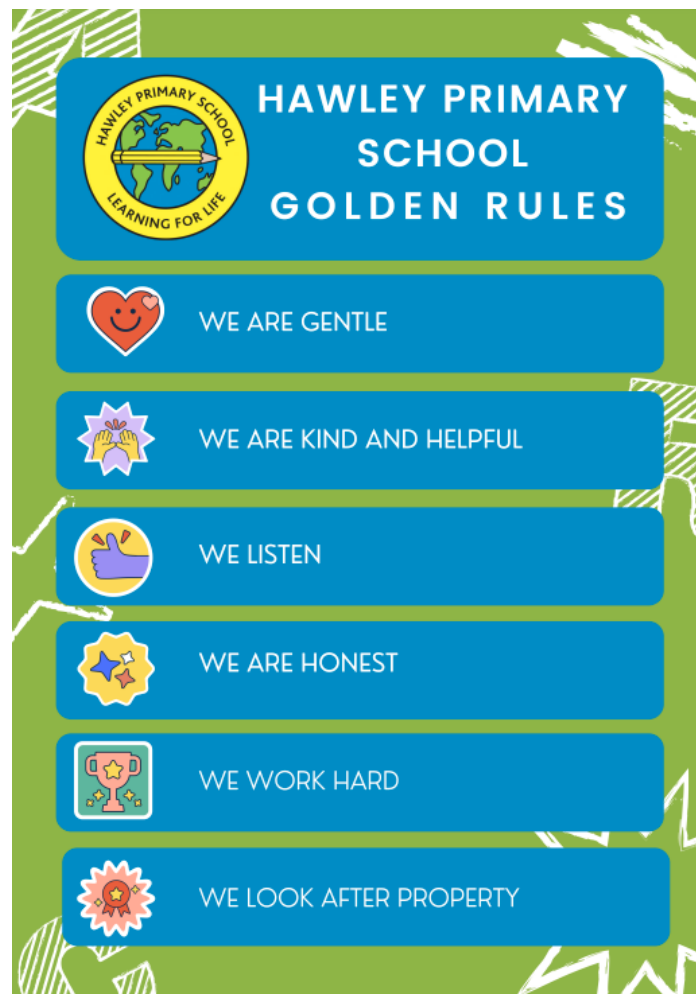 HAWLEY PRIMARY SCHOOL
LEARNING FOR LIFE
HAWLEY PRIMARY
SCHOOL
GOLDEN RULES
WE ARE GENTLE
WE ARE KIND AND HELPFUL
WE LISTEN
WE ARE HONEST
WE WORK HARD
WE LOOK AFTER PROPERTY